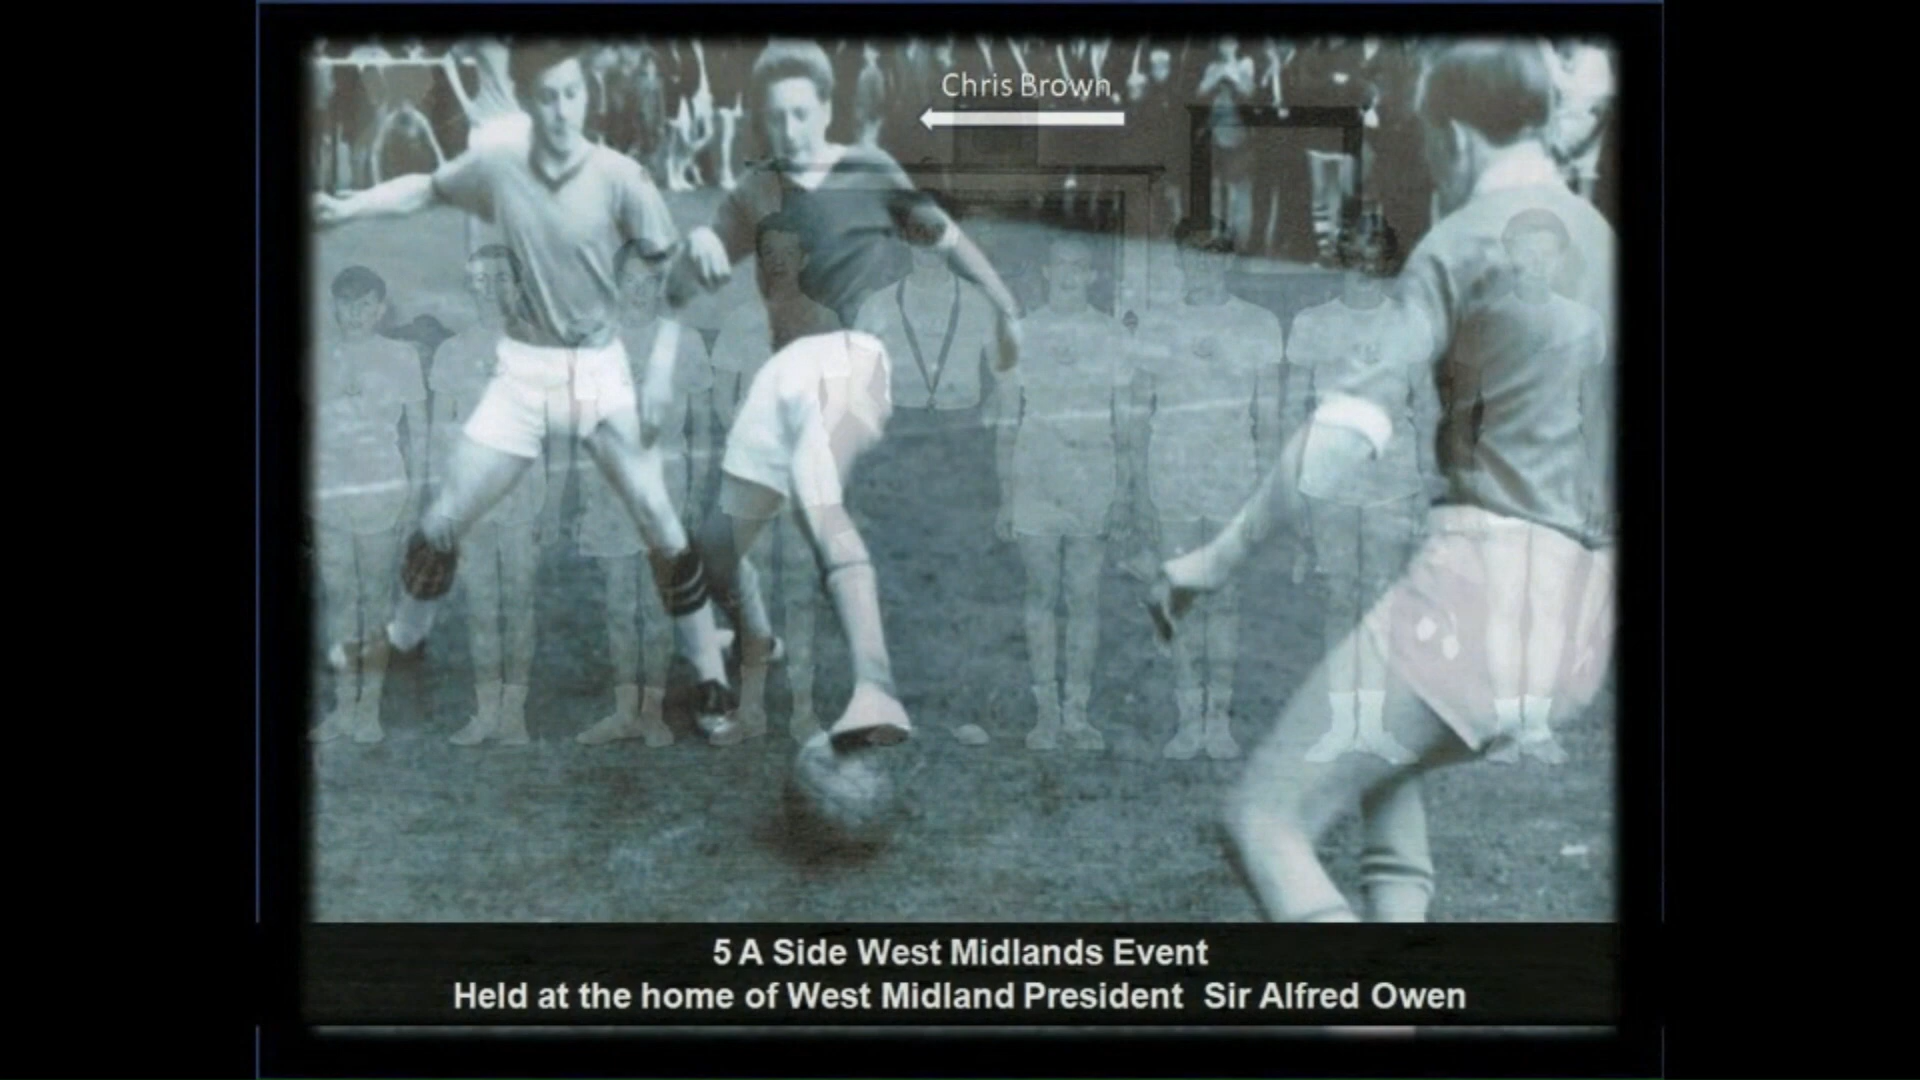 Chris Brown
5 A Side West Midlands Event
Held at the home of West Midland President Sir Alfred Owen